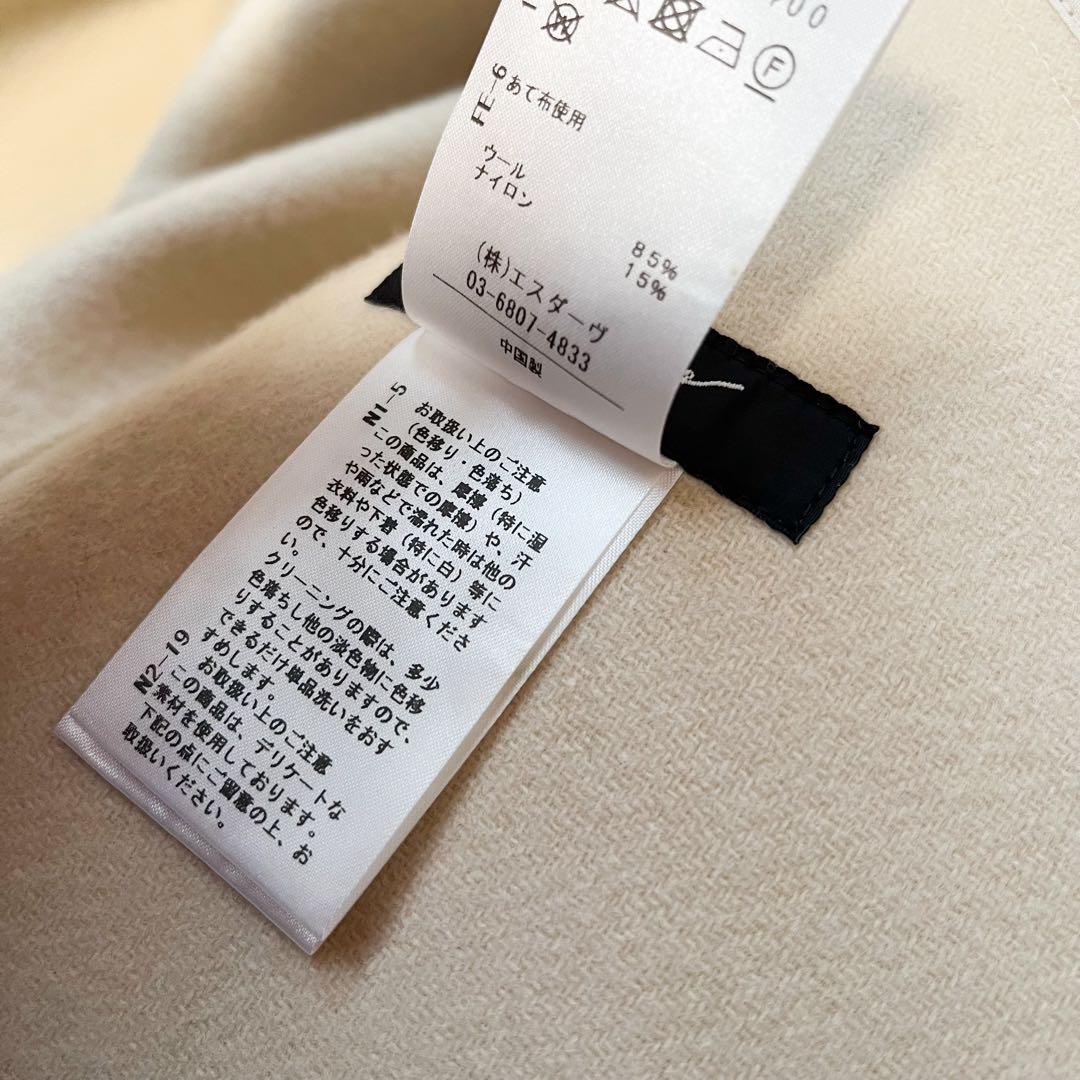 900
F
FE-6
あて布使用
ウール 85%
ナイロン 15%
(株)エスダーヴ
03-6807-4833
中国製
N1-5
お取扱い上のご注意
(色移り・色落ち)
この商品は、摩擦(特に湿
った状態での摩擦)や、汗
や雨などで濡れた時は他の
衣料や下着(特に白)等に
色移りする場合があります
ので、十分にご注意くださ
い。
クリーニングの際は、多少
色落ちし他の淡色物に色移
りすることがありますので、
できるだけ単品洗いをおす
すめします。
N2-19
お取扱い上のご注意
この商品は、デリケートな
素材を使用しております。
下記の点にご留意の上、お
取扱いください。